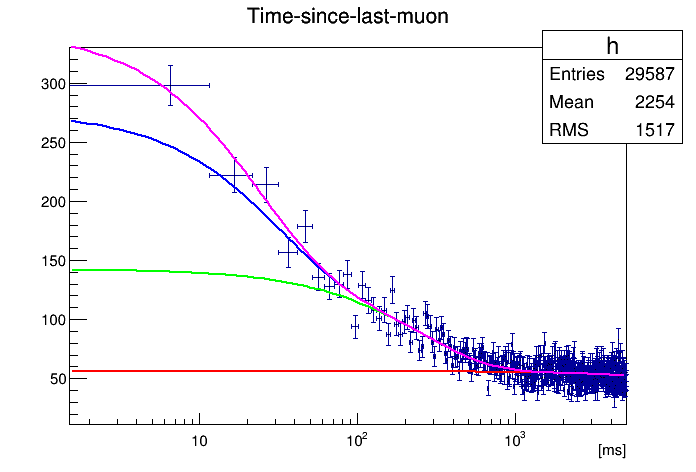 Time-since-last-muon
h
Entries 29587
Mean 2254
RMS 1517
300
250
200
150
100
50
10
10²
10³
[ms]